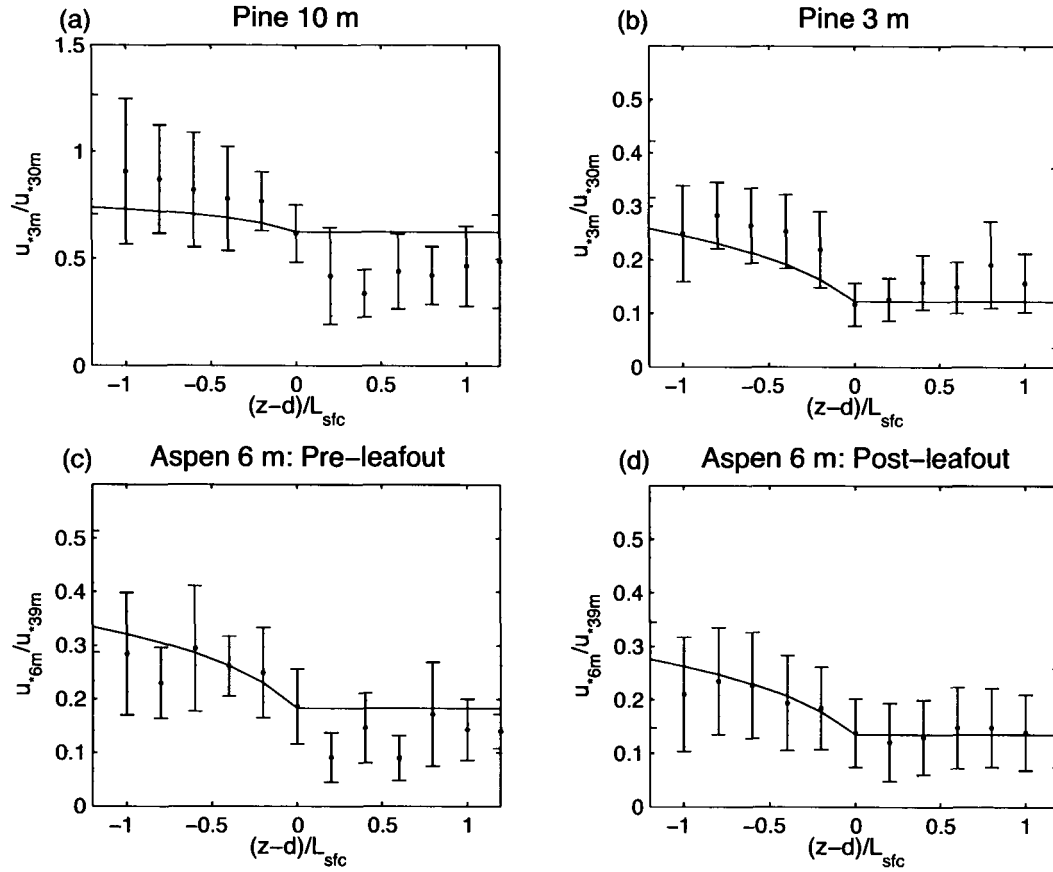 (a) Pine 10 m
1.5
1
0.5
0
u*3m/u*30m
−1 −0.5 0 0.5 1
(z−d)/Lsfc
(b) Pine 3 m
0.5
0.4
0.3
0.2
0.1
0
u*3m/u*30m
−1 −0.5 0 0.5 1
(z−d)/Lsfc
(c) Aspen 6 m: Pre−leafout
0.5
0.4
0.3
0.2
0.1
0
u*6m/u*39m
−1 −0.5 0 0.5 1
(z−d)/Lsfc
(d) Aspen 6 m: Post−leafout
0.5
0.4
0.3
0.2
0.1
0
u*6m/u*39m
−1 −0.5 0 0.5 1
(z−d)/Lsfc